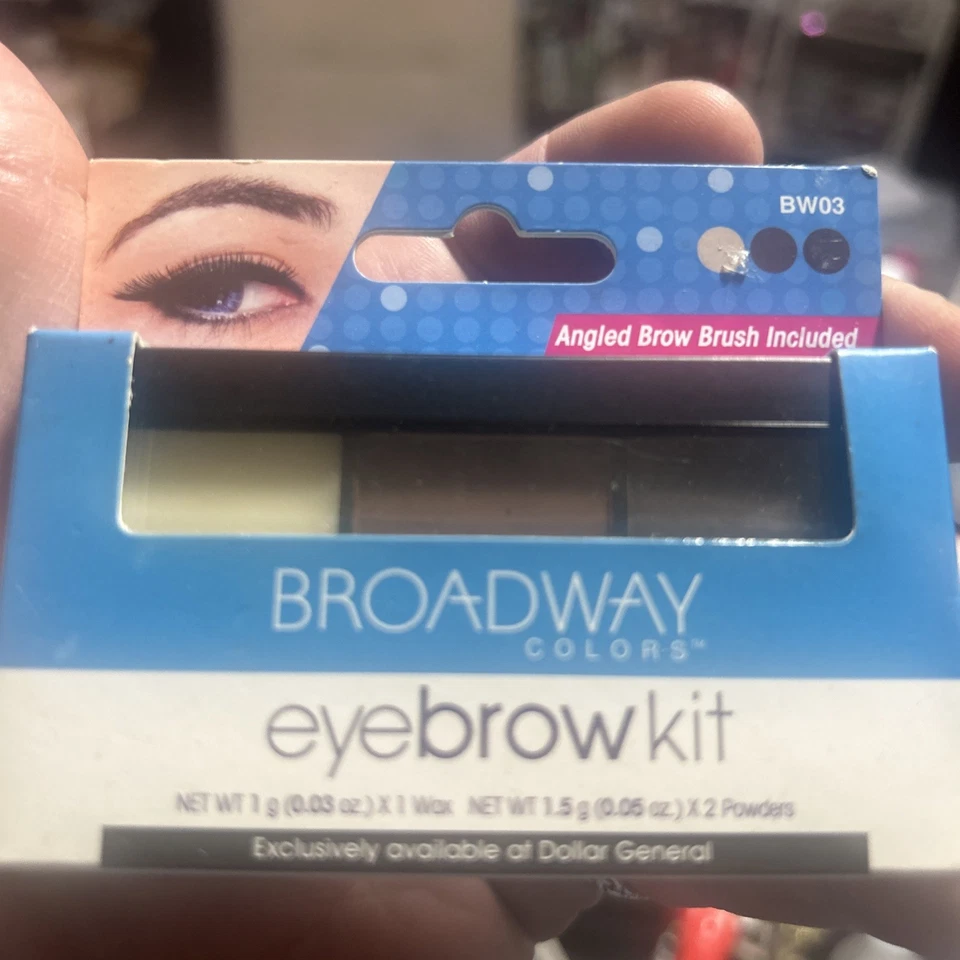 BW03
Angled Brow Brush Included
BROADWAY
COLORS™
eyebrowkit
NET WT 1 g (0.03 oz.) X 1 Wax NET WT 1.5 g (0.05 oz.) X 2 Powders
Exclusively available at Dollar General